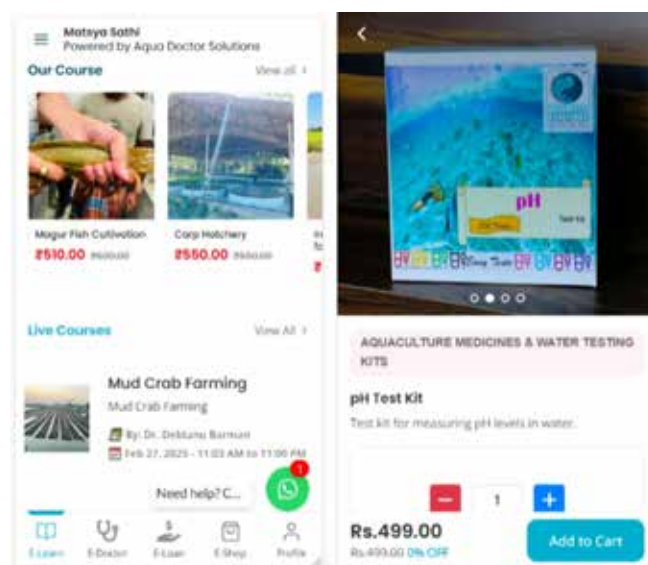 Matsya Sathi
Powered by Aqua Doctor Solutions
Our Course
View all
Magur Fish Cultivation
₹510.00 ₹600.00
Carp Hatchery
₹550.00
Live Courses
View All
Mud Crab Farming
Mud Crab Farming
By: Dr. Debtanu Barman
Feb 27, 2025 - 11:03 AM to 11:00 PM
Need help? C...
1
E-Learn
E-Doctor
E-Loan
E-Shop
Profile
pH
Test Kit
AQUACULTURE MEDICINES & WATER TESTING
KITS
pH Test Kit
Test kit for measuring pH levels in water.
1
Rs.499.00
Rs.499.00 0% OFF
Add to Cart